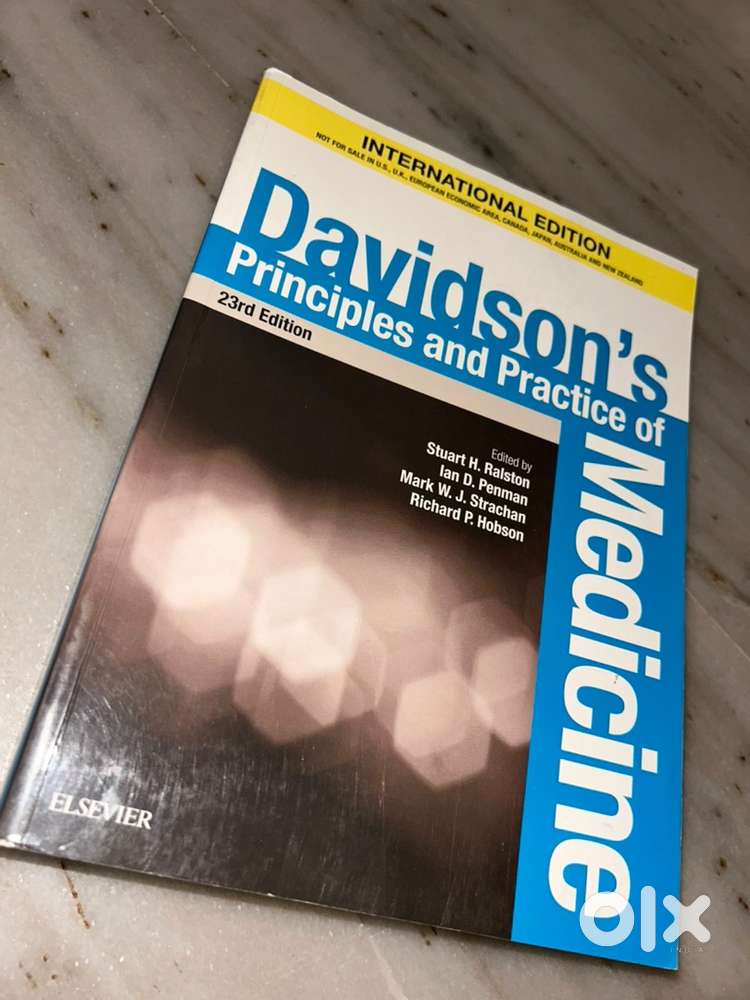 INTERNATIONAL EDITION
NOT FOR SALE IN U.S., U.K., EUROPEAN ECONOMIC AREA, CANADA, JAPAN, AUSTRALIA AND NEW ZEALAND
Davidson's
Principles and Practice of
Medicine
23rd Edition
Edited by
Stuart H. Ralston
Ian D. Penman
Mark W. J. Strachan
Richard P. Hobson
ELSEVIER
olx
INDIA